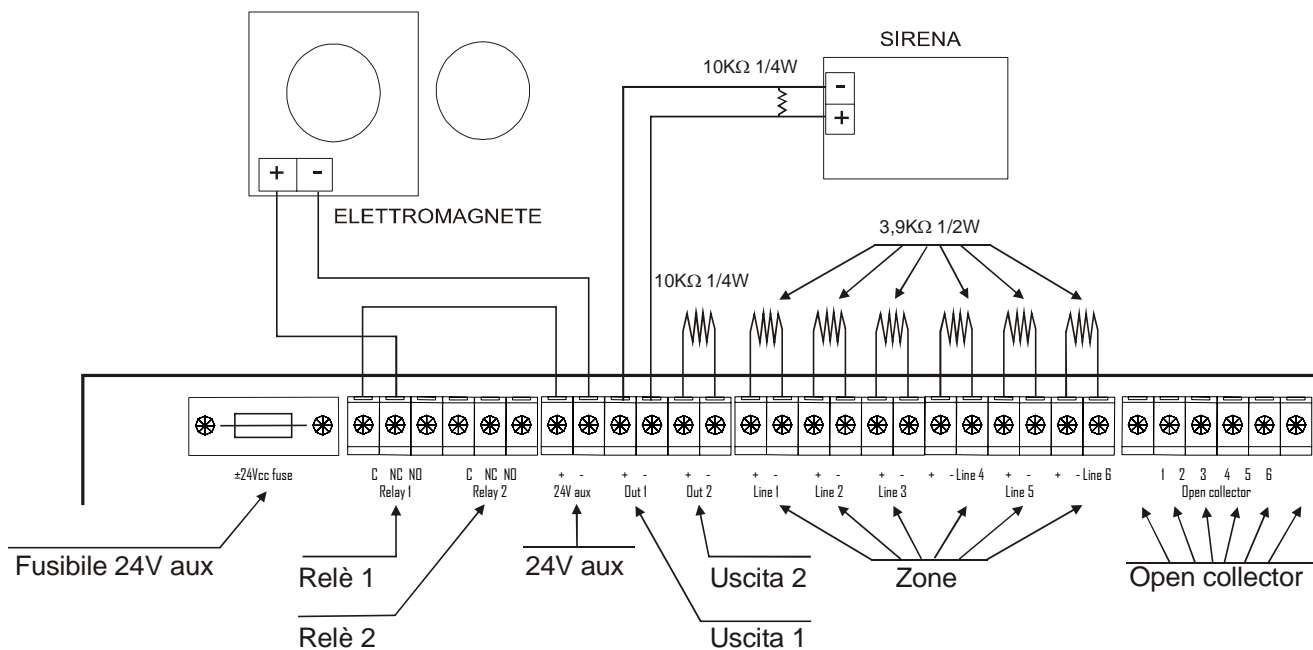 SIRENA
10KΩ 1/4W
-
+
+ -
ELETTROMAGNETE
3,9KΩ 1/2W
10KΩ 1/4W
±24Vcc fuse
C NC NO C NC NO + - + - + - + - + - + - + - Line 4 + - + - Line 6 1 2 3 4 5 6
Relay 1 Relay 2 24V aux Out 1 Out 2 Line 1 Line 2 Line 3 Line 5 Open collector
Fusibile 24V aux
Relè 1
24V aux
Uscita 2
Zone
Open collector
Relè 2
Uscita 1